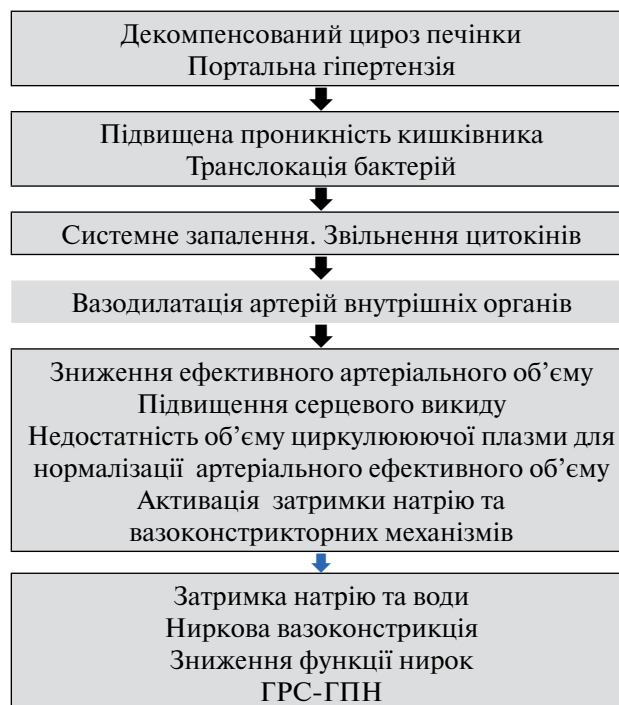 Декомпенсований цироз печінки
Портальна гіпертензія
Підвищена проникність кишківника
Транслокація бактерій
Системне запалення. Звільнення цитокінів
Вазодилатація артерій внутрішніх органів
Зниження ефективного артеріального об’єму
Підвищення серцевого викиду
Недостатність об’єму циркулююючої плазми для
нормалізації артеріального ефективного об’єму
Активація затримки натрію та
вазоконстрикторних механізмів
Затримка натрію та води
Ниркова вазоконстрикція
Зниження функції нирок
ГРС-ГПН